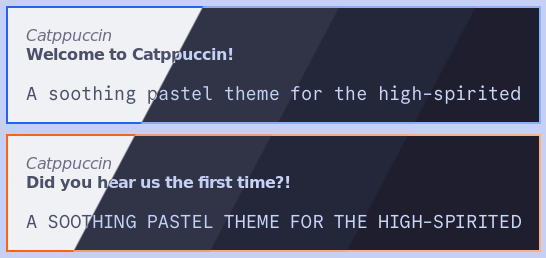 Catppuccin
Welcome to Catppuccin!
A soothing pastel theme for the high-spirited
Catppuccin
Did you hear us the first time?!
A SOOTHING PASTEL THEME FOR THE HIGH-SPIRITED